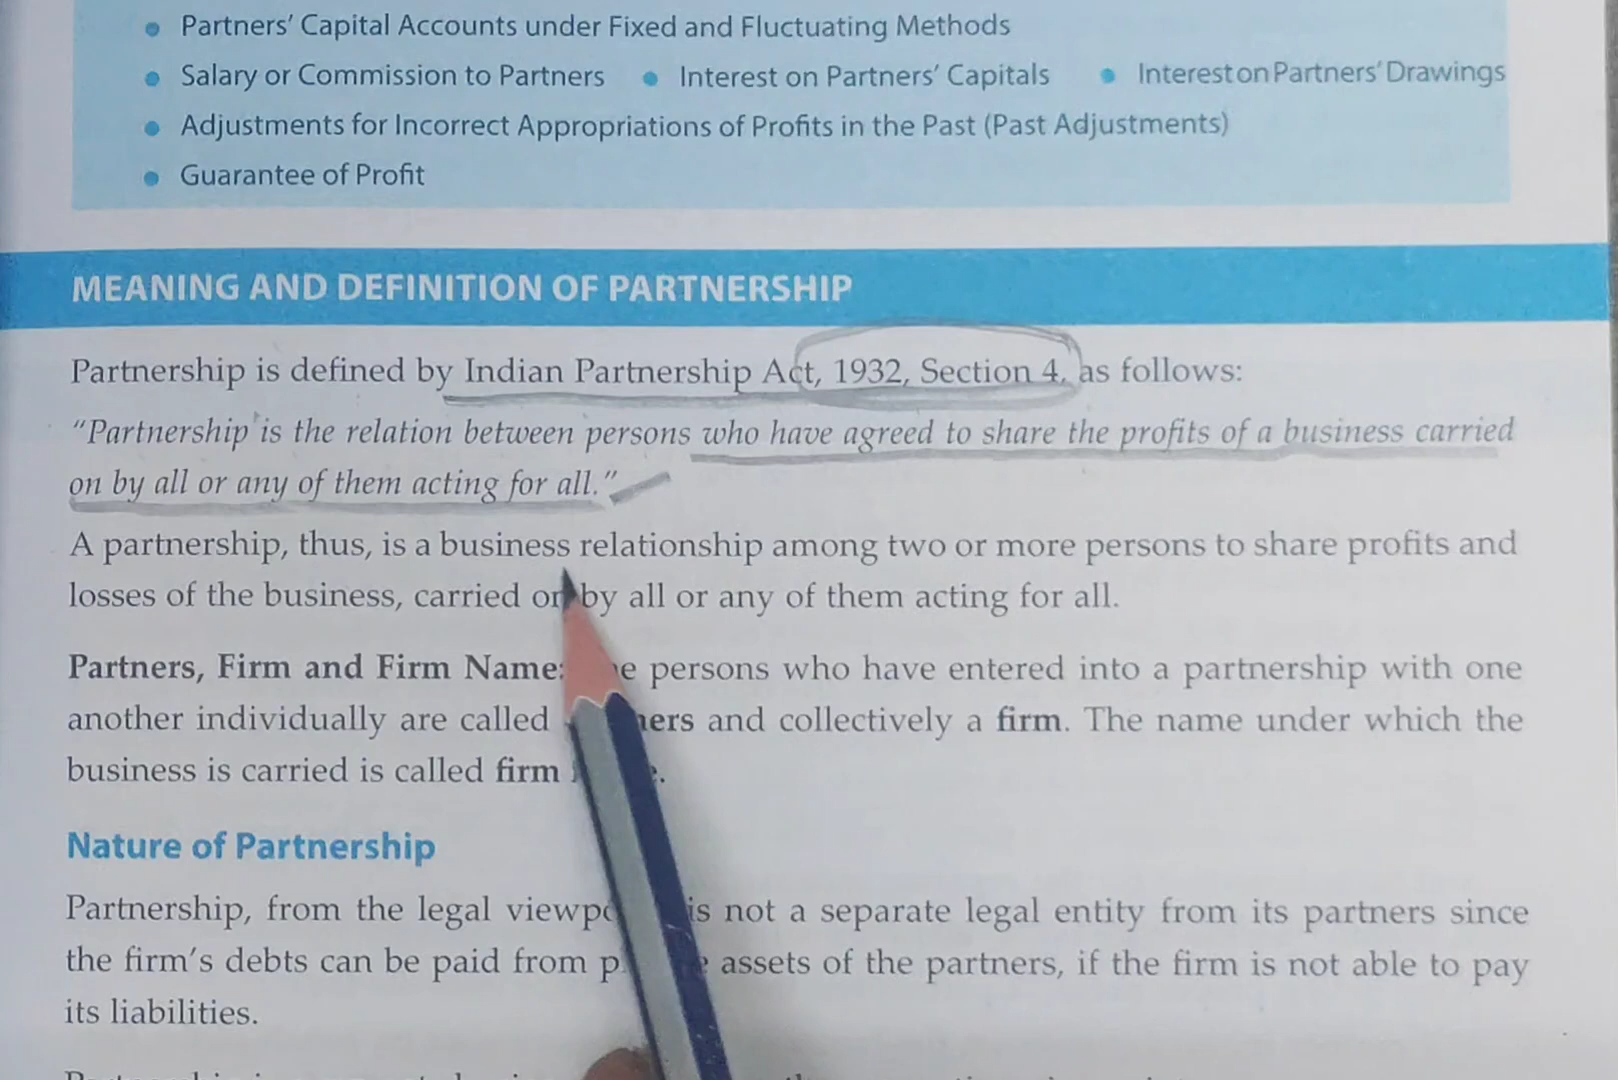 • Partners' Capital Accounts under Fixed and Fluctuating Methods
• Salary or Commission to Partners • Interest on Partners' Capitals • Interest on Partners' Drawings
• Adjustments for Incorrect Appropriations of Profits in the Past (Past Adjustments)
• Guarantee of Profit
MEANING AND DEFINITION OF PARTNERSHIP
Partnership is defined by Indian Partnership Act, 1932, Section 4, as follows:
"Partnership is the relation between persons who have agreed to share the profits of a business carried
on by all or any of them acting for all."
A partnership, thus, is a business relationship among two or more persons to share profits and
losses of the business, carried on by all or any of them acting for all.
Partners, Firm and Firm Name: persons who have entered into a partnership with one
another individually are called and collectively a firm. The name under which the
business is carried is called firm
Nature of Partnership
Partnership, from the legal is not a separate legal entity from its partners since
the firm's debts can be paid from assets of the partners, if the firm is not able to pay
its liabilities.